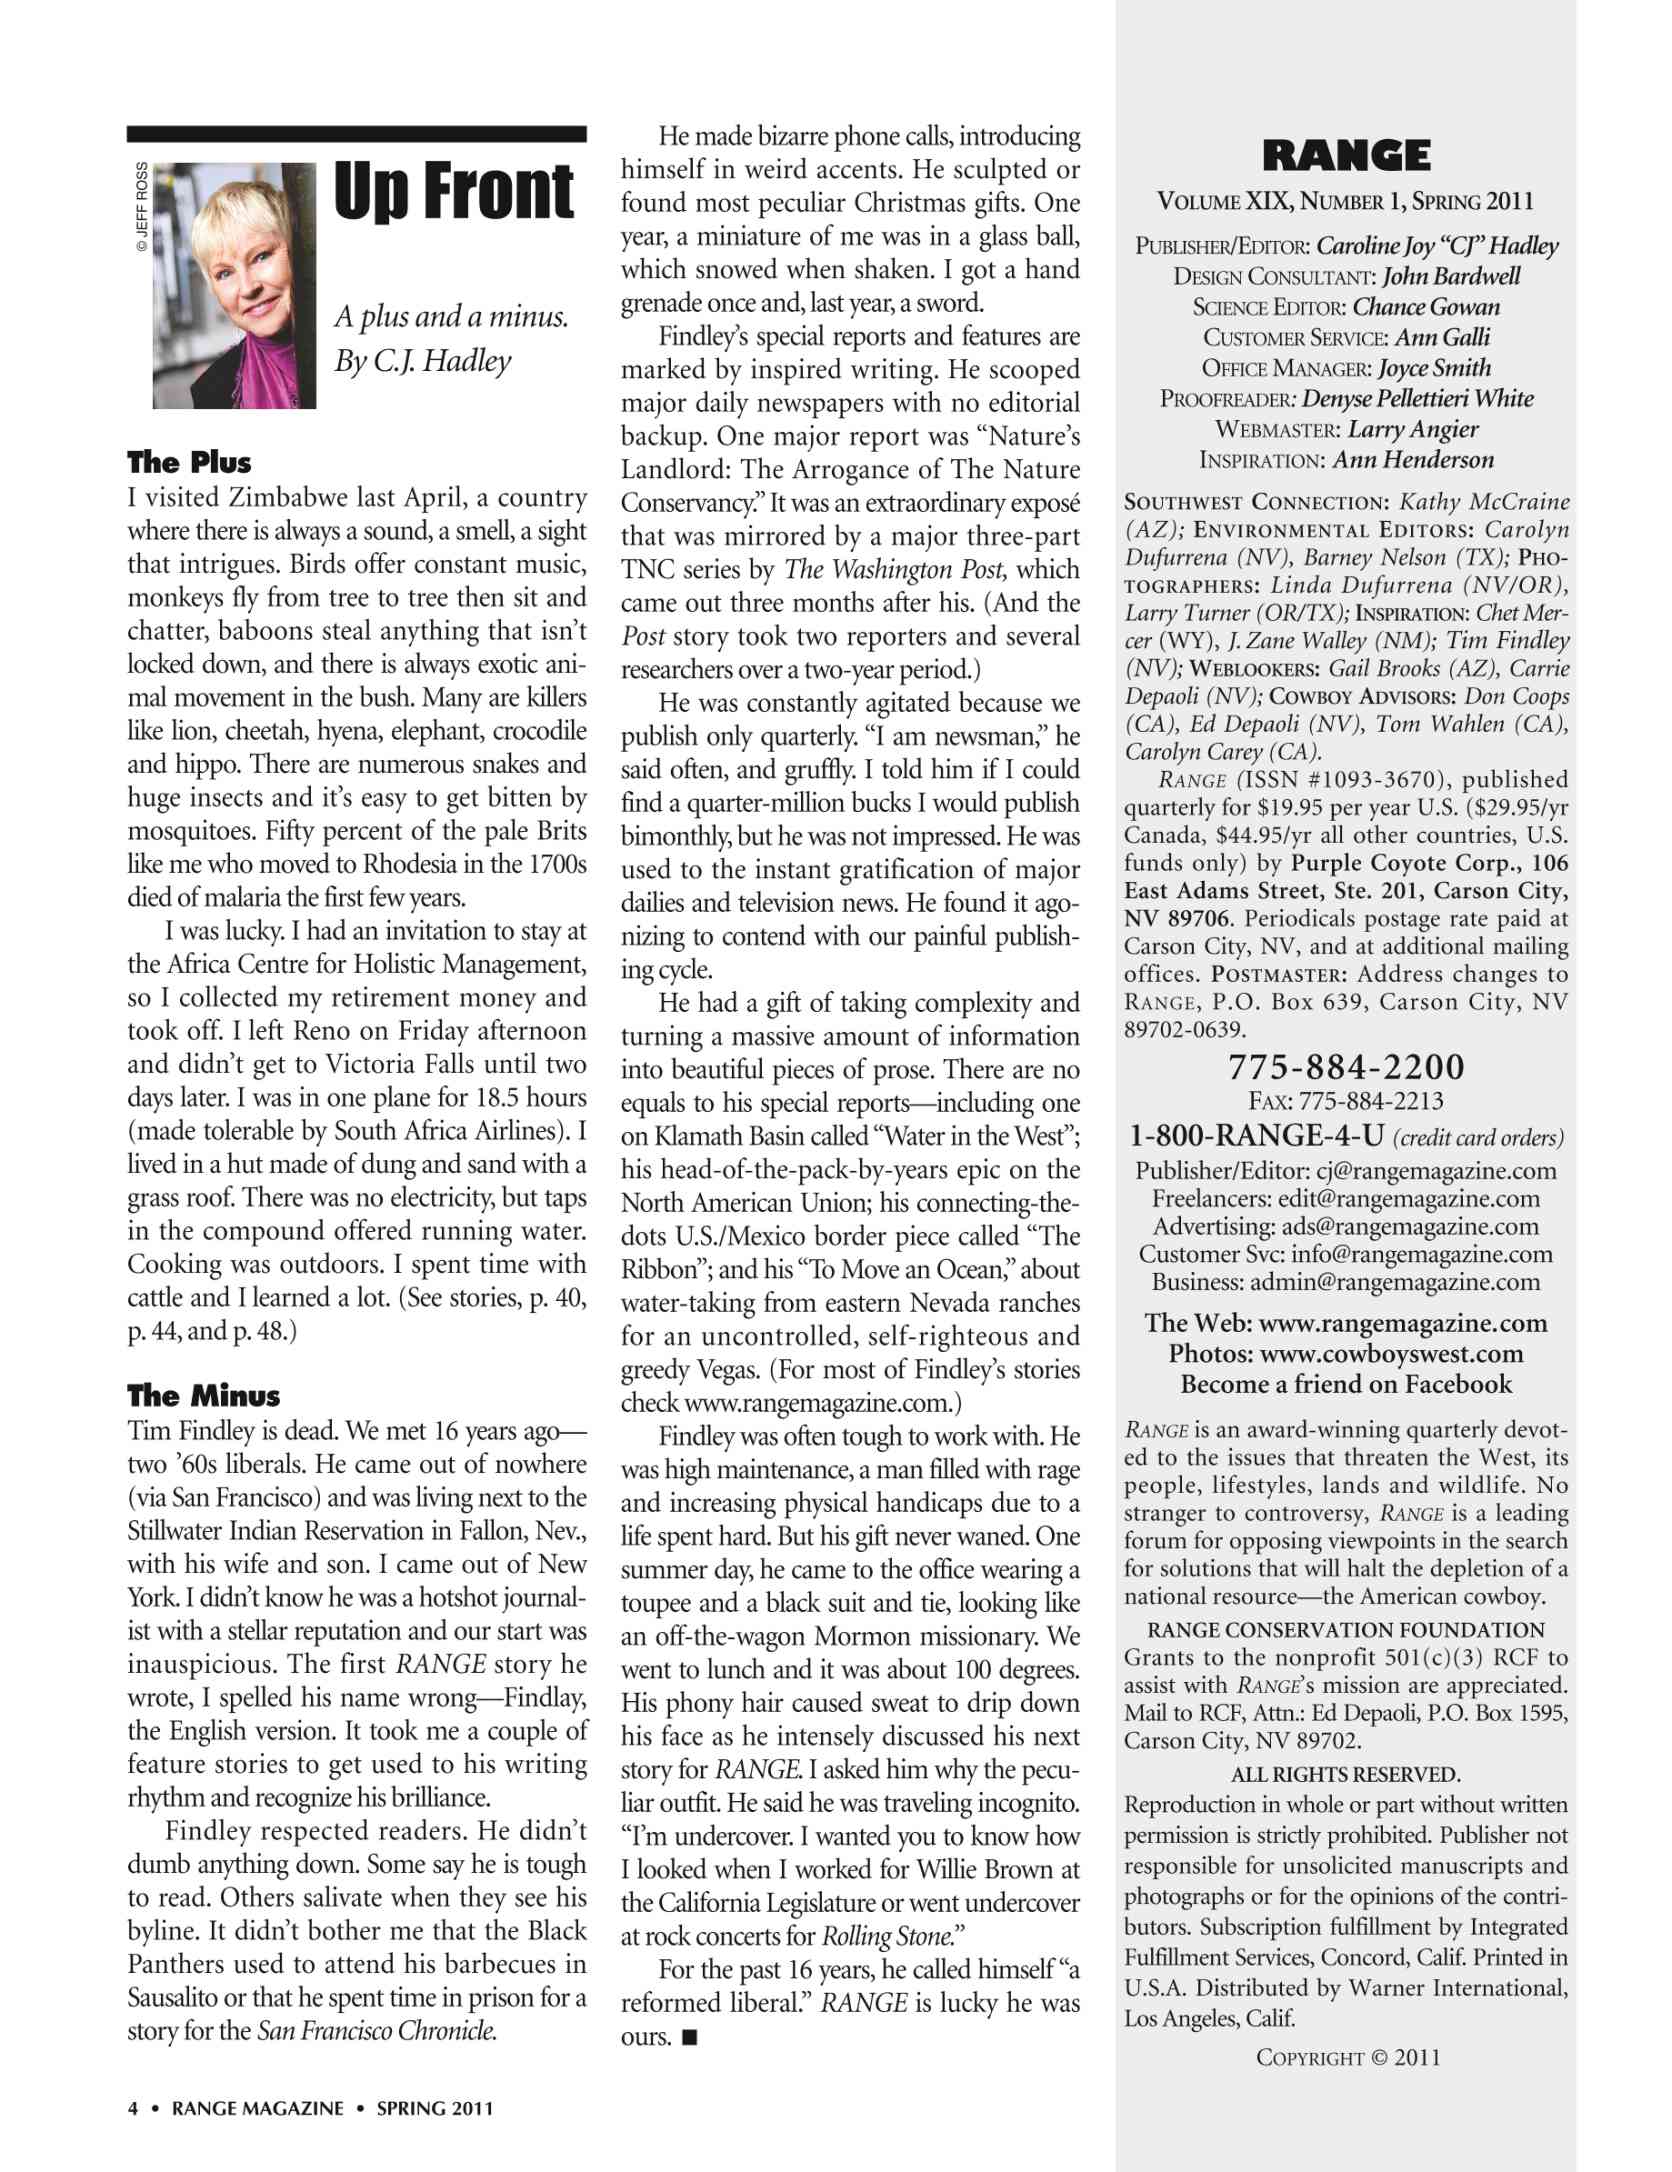 © JEFF ROSS
Up Front
A plus and a minus.
By C.J. Hadley
The Plus
I visited Zimbabwe last April, a country
where there is always a sound, a smell, a sight
that intrigues. Birds offer constant music,
monkeys fly from tree to tree then sit and
chatter, baboons steal anything that isn't
locked down, and there is always exotic ani-
mal movement in the bush. Many are killers
like lion, cheetah, hyena, elephant, crocodile
and hippo. There are numerous snakes and
huge insects and it's easy to get bitten by
mosquitoes. Fifty percent of the pale Brits
like me who moved to Rhodesia in the 1700s
died of malaria the first few years.
I was lucky. I had an invitation to stay at
the Africa Centre for Holistic Management,
so I collected my retirement money and
took off. I left Reno on Friday afternoon
and didn't get to Victoria Falls until two
days later. I was in one plane for 18.5 hours
(made tolerable by South Africa Airlines). I
lived in a hut made of dung and sand with a
grass roof. There was no electricity, but taps
in the compound offered running water.
Cooking was outdoors. I spent time with
cattle and I learned a lot. (See stories, p. 40,
p. 44, and p. 48.)
The Minus
Tim Findley is dead. We met 16 years ago—
two '60s liberals. He came out of nowhere
(via San Francisco) and was living next to the
Stillwater Indian Reservation in Fallon, Nev.,
with his wife and son. I came out of New
York. I didn't know he was a hotshot journal-
ist with a stellar reputation and our start was
inauspicious. The first RANGE story he
wrote, I spelled his name wrong—Findlay,
the English version. It took me a couple of
feature stories to get used to his writing
rhythm and recognize his brilliance.
Findley respected readers. He didn't
dumb anything down. Some say he is tough
to read. Others salivate when they see his
byline. It didn't bother me that the Black
Panthers used to attend his barbecues in
Sausalito or that he spent time in prison for a
story for the San Francisco Chronicle.
He made bizarre phone calls, introducing
himself in weird accents. He sculpted or
found most peculiar Christmas gifts. One
year, a miniature of me was in a glass ball,
which snowed when shaken. I got a hand
grenade once and, last year, a sword.
Findley's special reports and features are
marked by inspired writing. He scooped
major daily newspapers with no editorial
backup. One major report was “Nature's
Landlord: The Arrogance of The Nature
Conservancy.” It was an extraordinary exposé
that was mirrored by a major three-part
TNC series by The Washington Post, which
came out three months after his. (And the
Post story took two reporters and several
researchers over a two-year period.)
He was constantly agitated because we
publish only quarterly. “I am newsman,” he
said often, and gruffly. I told him if I could
find a quarter-million bucks I would publish
bimonthly, but he was not impressed. He was
used to the instant gratification of major
dailies and television news. He found it ago-
nizing to contend with our painful publish-
ing cycle.
He had a gift of taking complexity and
turning a massive amount of information
into beautiful pieces of prose. There are no
equals to his special reports—including one
on Klamath Basin called “Water in the West”;
his head-of-the-pack-by-years epic on the
North American Union; his connecting-the-
dots U.S./Mexico border piece called “The
Ribbon”; and his “To Move an Ocean,” about
water-taking from eastern Nevada ranches
for an uncontrolled, self-righteous and
greedy Vegas. (For most of Findley's stories
check www.rangemagazine.com.)
Findley was often tough to work with. He
was high maintenance, a man filled with rage
and increasing physical handicaps due to a
life spent hard. But his gift never waned. One
summer day, he came to the office wearing a
toupee and a black suit and tie, looking like
an off-the-wagon Mormon missionary. We
went to lunch and it was about 100 degrees.
His phony hair caused sweat to drip down
his face as he intensely discussed his next
story for RANGE. I asked him why the pecu-
liar outfit. He said he was traveling incognito.
“I'm undercover. I wanted you to know how
I looked when I worked for Willie Brown at
the California Legislature or went undercover
at rock concerts for Rolling Stone.”
For the past 16 years, he called himself “a
reformed liberal.” RANGE is lucky he was
ours. ■
RANGE
VOLUME XIX, NUMBER 1, SPRING 2011
PUBLISHER/EDITOR: Caroline Joy “CJ” Hadley
DESIGN CONSULTANT: John Bardwell
SCIENCE EDITOR: Chance Gowan
CUSTOMER SERVICE: Ann Galli
OFFICE MANAGER: Joyce Smith
PROOFREADER: Denyse Pellettieri White
WEBMASTER: Larry Angier
INSPIRATION: Ann Henderson
SOUTHWEST CONNECTION: Kathy McCraine
(AZ); ENVIRONMENTAL EDITORS: Carolyn
Dufurrena (NV), Barney Nelson (TX); PHO-
TOGRAPHERS: Linda Dufurrena (NV/OR),
Larry Turner (OR/TX); INSPIRATION: Chet Mer-
cer (WY), J. Zane Walley (NM); Tim Findley
(NV); WEBLOOKERS: Gail Brooks (AZ), Carrie
Depaoli (NV); COWBOY ADVISORS: Don Coops
(CA), Ed Depaoli (NV), Tom Wahlen (CA),
Carolyn Carey (CA).
RANGE (ISSN #1093-3670), published
quarterly for $19.95 per year U.S. ($29.95/yr
Canada, $44.95/yr all other countries, U.S.
funds only) by Purple Coyote Corp., 106
East Adams Street, Ste. 201, Carson City,
NV 89706. Periodicals postage rate paid at
Carson City, NV, and at additional mailing
offices. POSTMASTER: Address changes to
RANGE, P.O. Box 639, Carson City, NV
89702-0639.
775-884-2200
FAX: 775-884-2213
1-800-RANGE-4-U (credit card orders)
Publisher/Editor: cj@rangemagazine.com
Freelancers: edit@rangemagazine.com
Advertising: ads@rangemagazine.com
Customer Svc: info@rangemagazine.com
Business: admin@rangemagazine.com
The Web: www.rangemagazine.com
Photos: www.cowboyswest.com
Become a friend on Facebook
RANGE is an award-winning quarterly devot-
ed to the issues that threaten the West, its
people, lifestyles, lands and wildlife. No
stranger to controversy, RANGE is a leading
forum for opposing viewpoints in the search
for solutions that will halt the depletion of a
national resource—the American cowboy.
RANGE CONSERVATION FOUNDATION
Grants to the nonprofit 501(c)(3) RCF to
assist with RANGE's mission are appreciated.
Mail to RCF, Attn.: Ed Depaoli, P.O. Box 1595,
Carson City, NV 89702.
ALL RIGHTS RESERVED.
Reproduction in whole or part without written
permission is strictly prohibited. Publisher not
responsible for unsolicited manuscripts and
photographs or for the opinions of the contri-
butors. Subscription fulfillment by Integrated
Fulfillment Services, Concord, Calif. Printed in
U.S.A. Distributed by Warner International,
Los Angeles, Calif.
COPYRIGHT © 2011
4 • RANGE MAGAZINE • SPRING 2011